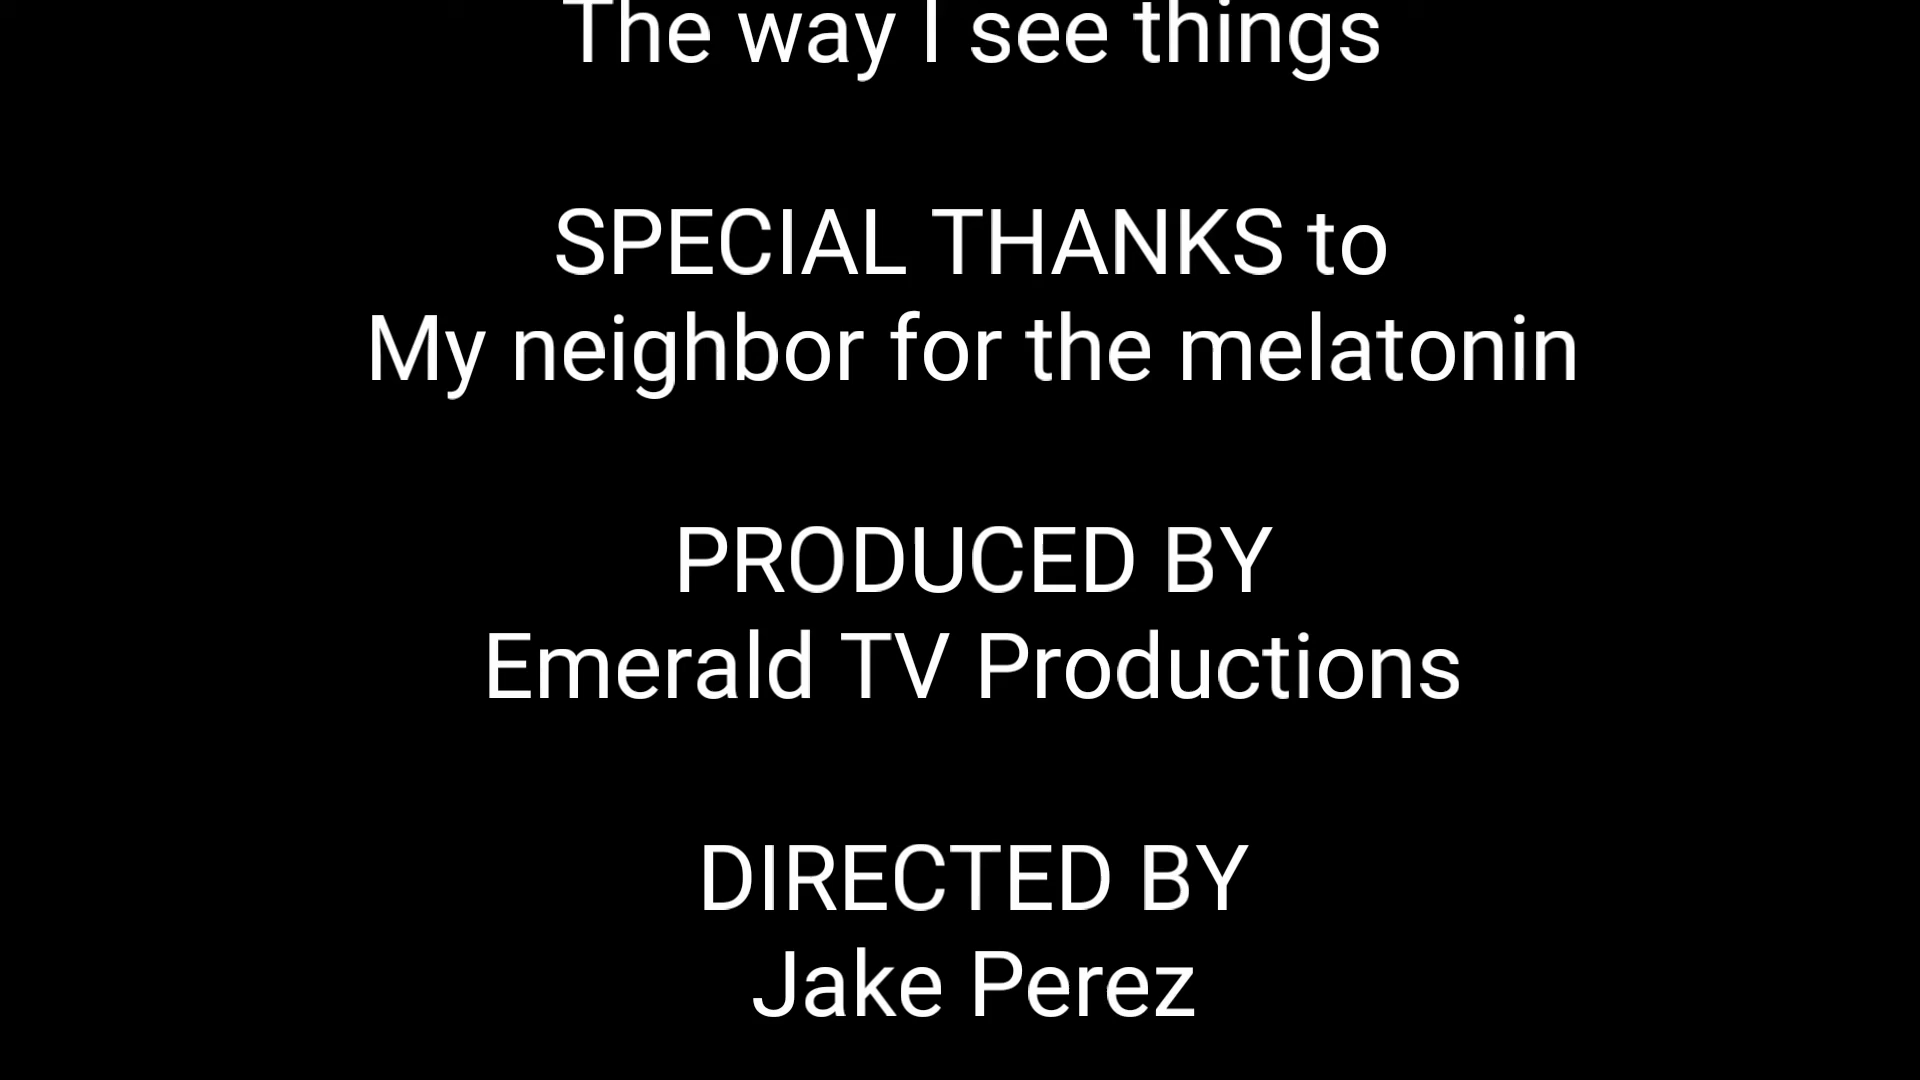 The way I see things
SPECIAL THANKS to
My neighbor for the melatonin
PRODUCED BY
Emerald TV Productions
DIRECTED BY
Jake Perez